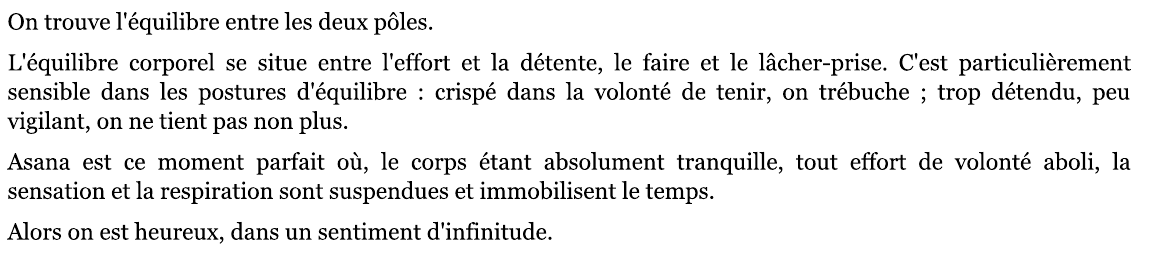 On trouve l'équilibre entre les deux pôles.
L'équilibre corporel se situe entre l'effort et la détente, le faire et le lâcher-prise. C'est particulièrement
sensible dans les postures d'équilibre : crispé dans la volonté de tenir, on trébuche ; trop détendu, peu
vigilant, on ne tient pas non plus.
Asana est ce moment parfait où, le corps étant absolument tranquille, tout effort de volonté aboli, la
sensation et la respiration sont suspendues et immobilisent le temps.
Alors on est heureux, dans un sentiment d'infinitude.